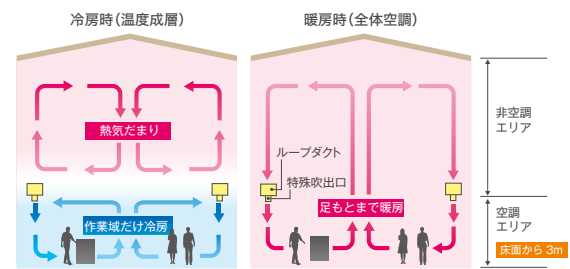 冷房時（温度成層）
暖房時（全体空調）
熱気だまり
作業域だけ冷房
ループダクト
特殊吹出口
足もとまで暖房
非空調
エリア
空調
エリア
床面から 3m